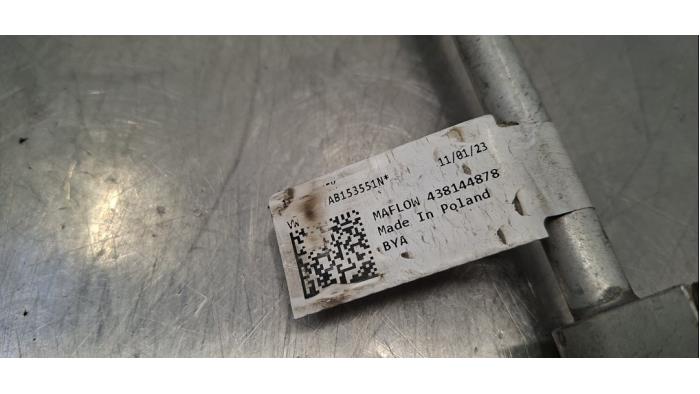 AB153551N*
11/01/23
VW
MAFLOW 438144878
Made In Poland
BYA